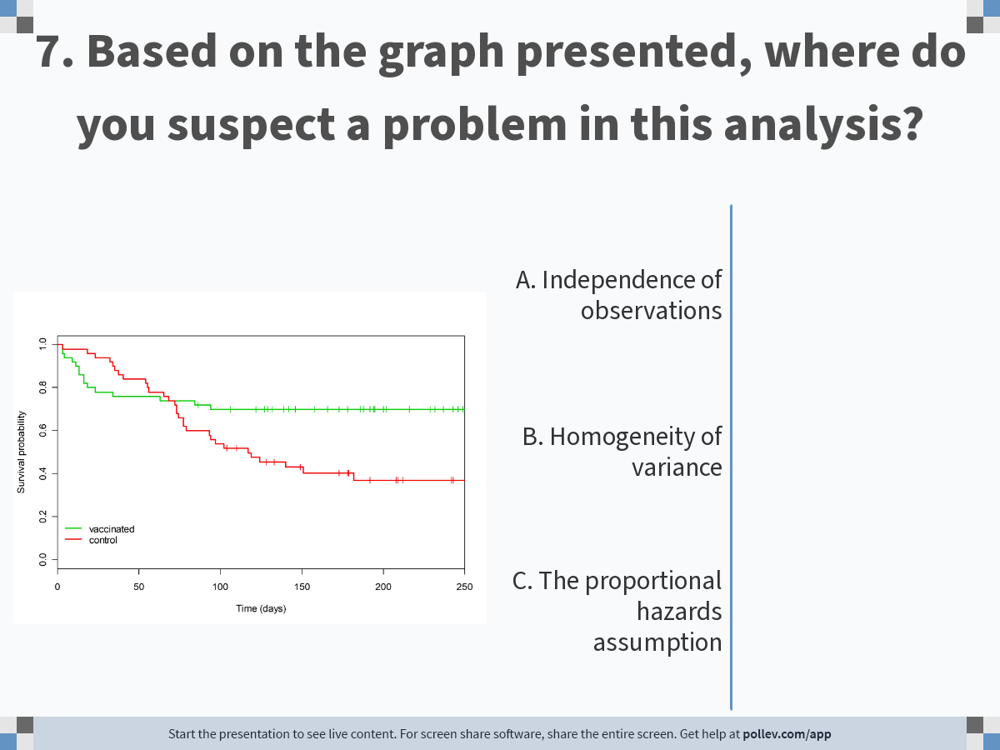 7. Based on the graph presented, where do
you suspect a problem in this analysis?
A. Independence of
observations
B. Homogeneity of
variance
C. The proportional
hazards
assumption
Survival probability
1.0
0.8
0.6
0.4
0.2
0.0
vaccinated
control
0 50 100 150 200 250
Time (days)
Start the presentation to see live content. For screen share software, share the entire screen. Get help at pollev.com/app